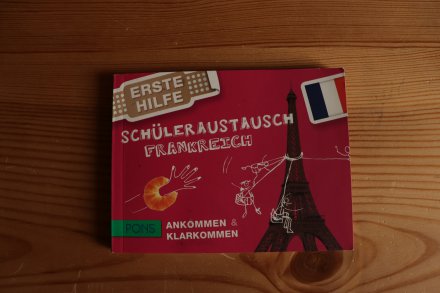 ERSTE
HILFE
SCHÜLERAUSTAUSCH
FRANKREICH
PONS
ANKOMMEN &
KLARKOMMEN